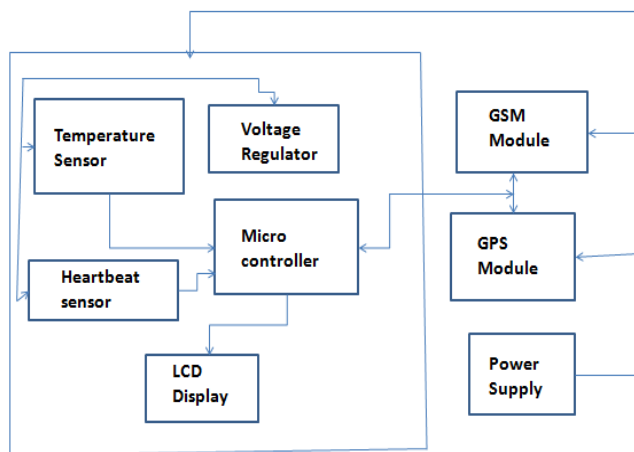 Temperature
Sensor
Voltage
Regulator
GSM
Module
Micro
controller
GPS
Module
Heartbeat
sensor
LCD
Display
Power
Supply